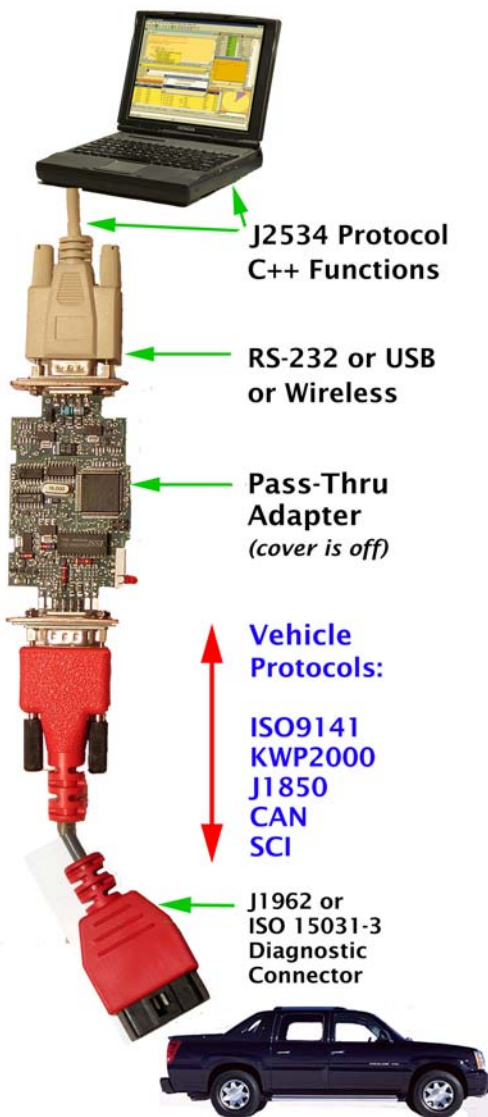 J2534 Protocol
C++ Functions
RS-232 or USB
or Wireless
Pass-Thru
Adapter
(cover is off)
Vehicle
Protocols:
ISO9141
KWP2000
J1850
CAN
SCI
J1962 or
ISO 15031-3
Diagnostic
Connector